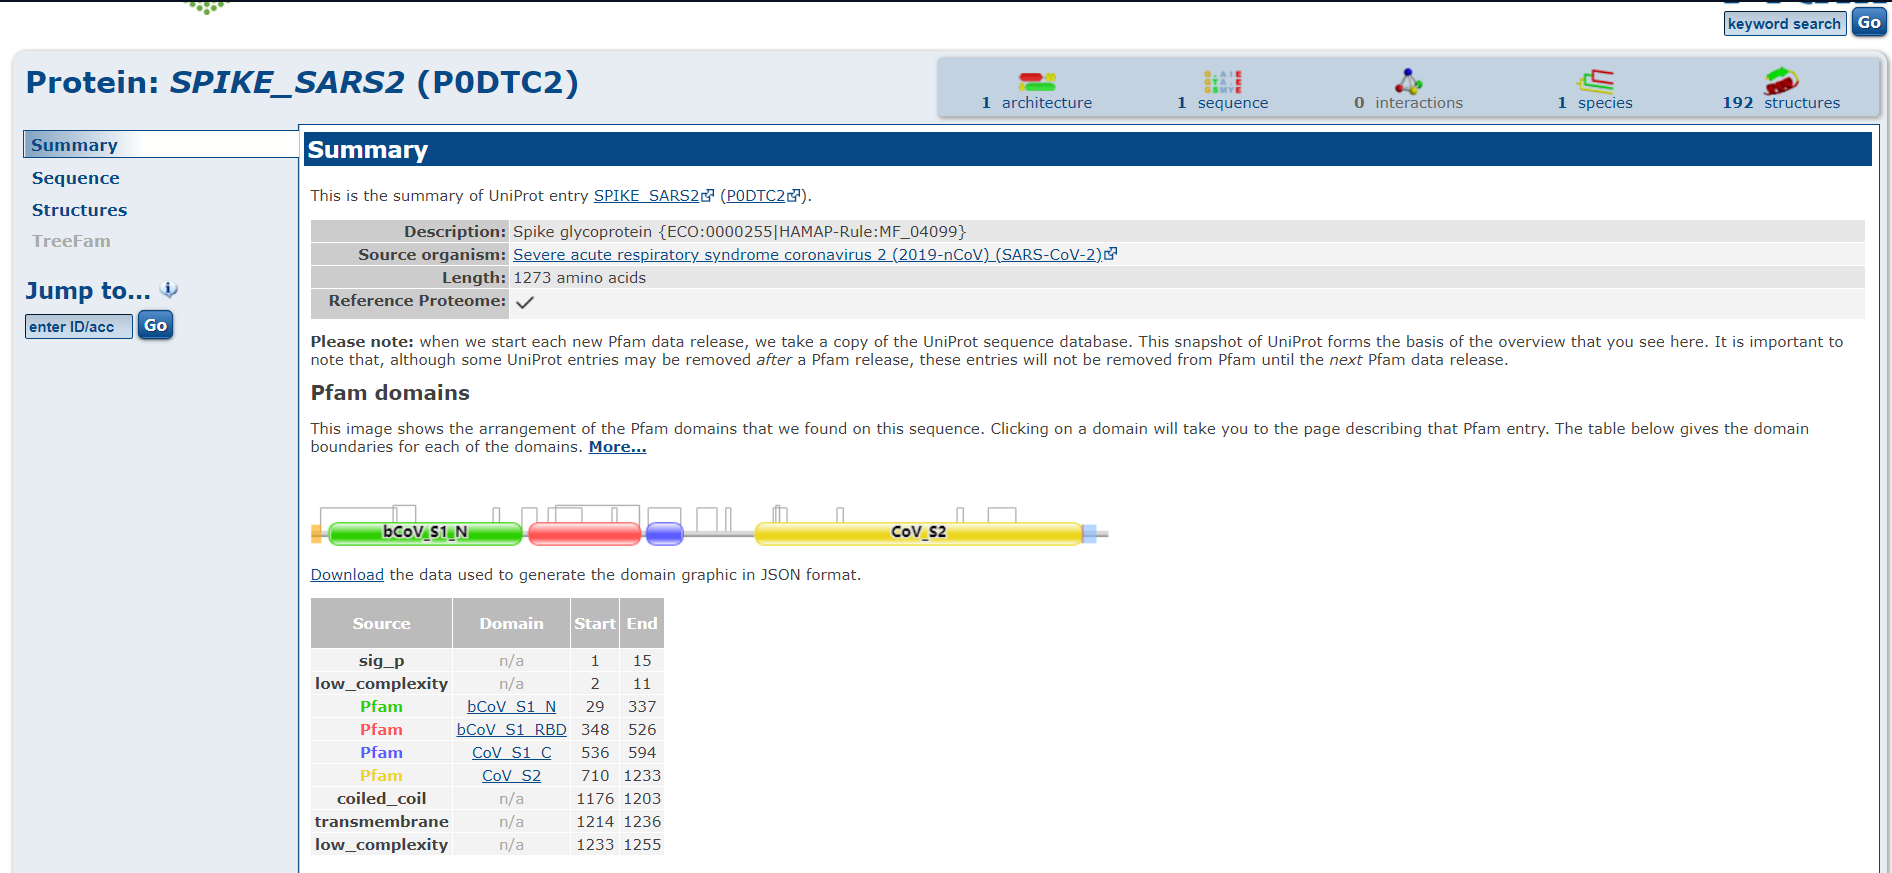 keyword search Go
Protein: SPIKE_SARS2 (P0DTC2)
1 architecture 1 sequence 0 interactions 1 species 192 structures
Summary
Sequence
Structures
TreeFam
Jump to...
enter ID/acc Go
Summary
This is the summary of UniProt entry SPIKE_SARS2 (P0DTC2).
Description: Spike glycoprotein {ECO:0000255|HAMAP-Rule:MF_04099}
Source organism: Severe acute respiratory syndrome coronavirus 2 (2019-nCoV) (SARS-CoV-2)
Length: 1273 amino acids
Reference Proteome:
Please note: when we start each new Pfam data release, we take a copy of the UniProt sequence database. This snapshot of UniProt forms the basis of the overview that you see here. It is important to
note that, although some UniProt entries may be removed after a Pfam release, these entries will not be removed from Pfam until the next Pfam data release.
Pfam domains
This image shows the arrangement of the Pfam domains that we found on this sequence. Clicking on a domain will take you to the page describing that Pfam entry. The table below gives the domain
boundaries for each of the domains. More...
bCoV_S1_N CoV_S2
Download the data used to generate the domain graphic in JSON format.
Source Domain Start End
sig_p n/a 1 15
low_complexity n/a 2 11
Pfam bCoV_S1_N 29 337
Pfam bCoV_S1_RBD 348 526
Pfam CoV_S1_C 536 594
Pfam CoV_S2 710 1233
coiled_coil n/a 1176 1203
transmembrane n/a 1214 1236
low_complexity n/a 1233 1255